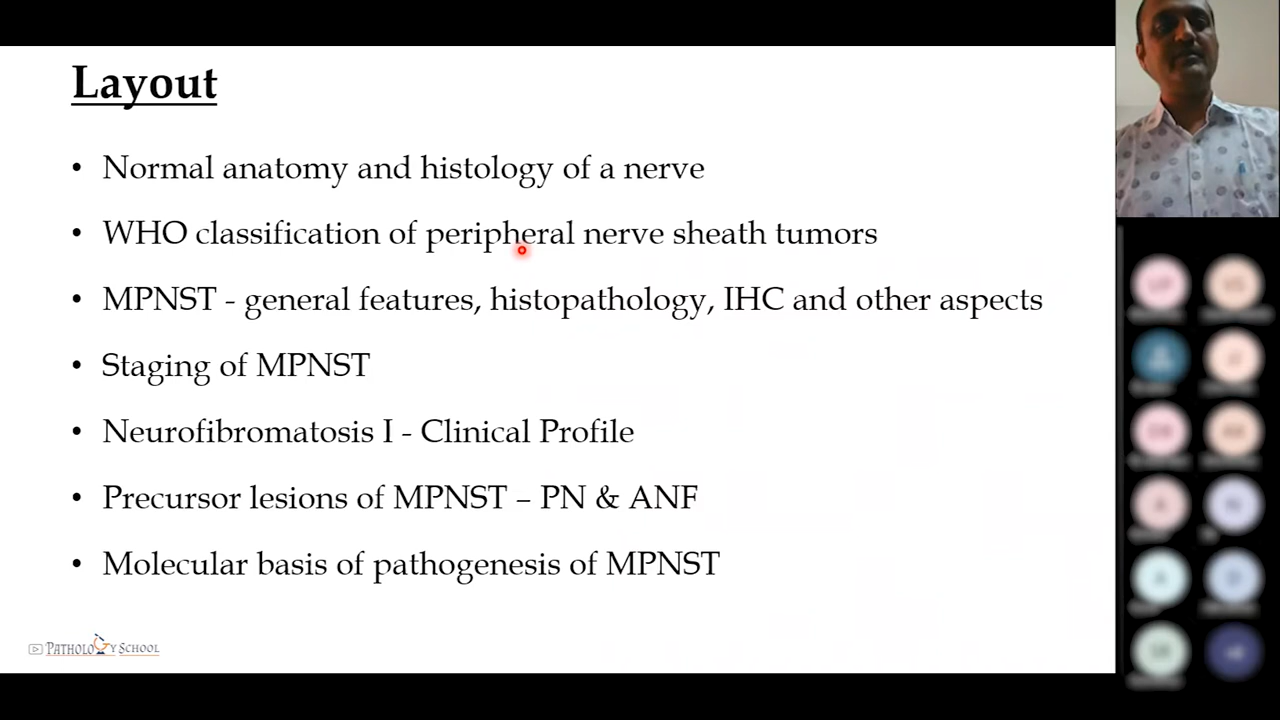 Layout
• Normal anatomy and histology of a nerve
• WHO classification of peripheral nerve sheath tumors
• MPNST - general features, histopathology, IHC and other aspects
• Staging of MPNST
• Neurofibromatosis I - Clinical Profile
• Precursor lesions of MPNST – PN & ANF
• Molecular basis of pathogenesis of MPNST
PATHOLOGY SCHOOL